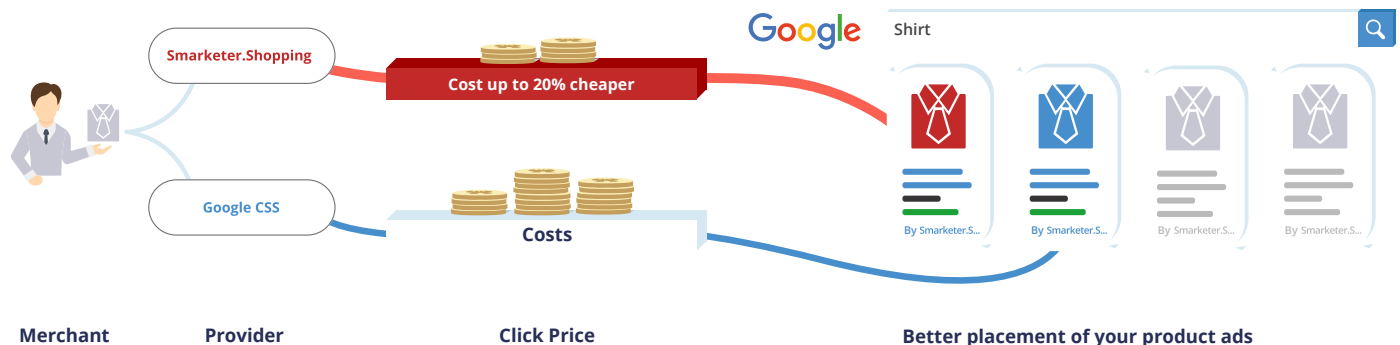 Google
Shirt
Smarketer.Shopping
Cost up to 20% cheaper
Google CSS
Costs
By Smarketer.S...
By Smarketer.S...
By Smarketer.S...
By Smarketer.S...
Merchant
Provider
Click Price
Better placement of your product ads